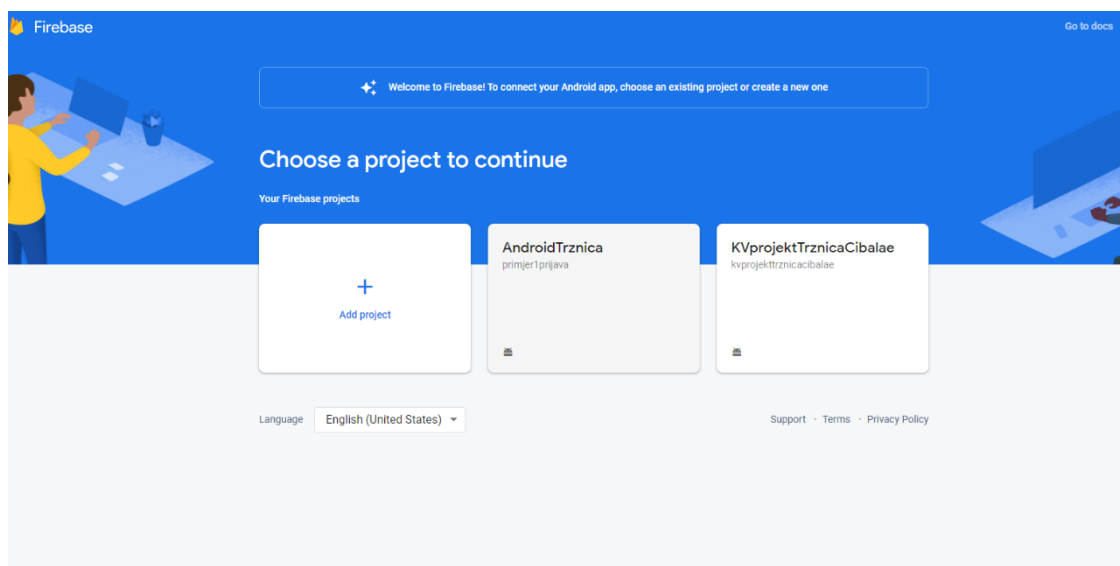 Firebase
Go to docs
Welcome to Firebase! To connect your Android app, choose an existing project or create a new one
Choose a project to continue
Your Firebase projects
Add project
AndroidTrznica
primjer1prijava
KVprojektTrznicaCibalae
kvprojekttrznicacibalae
Language English (United States)
Support · Terms · Privacy Policy